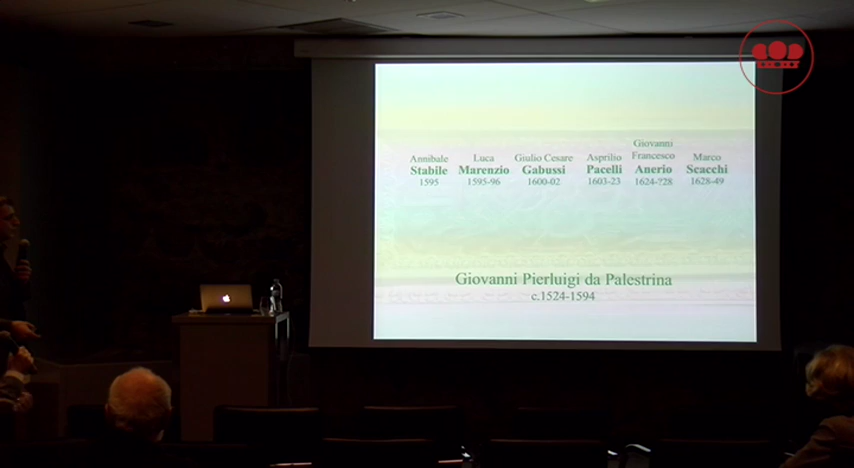 Annibale
Stabile
1595
Luca
Marenzio
1595-96
Giulio Cesare
Gabussi
1600-02
Asprilio
Pacelli
1603-23
Giovanni
Francesco
Anerio
1624-?28
Marco
Scacchi
1628-49
Giovanni Pierluigi da Palestrina
c.1524-1594